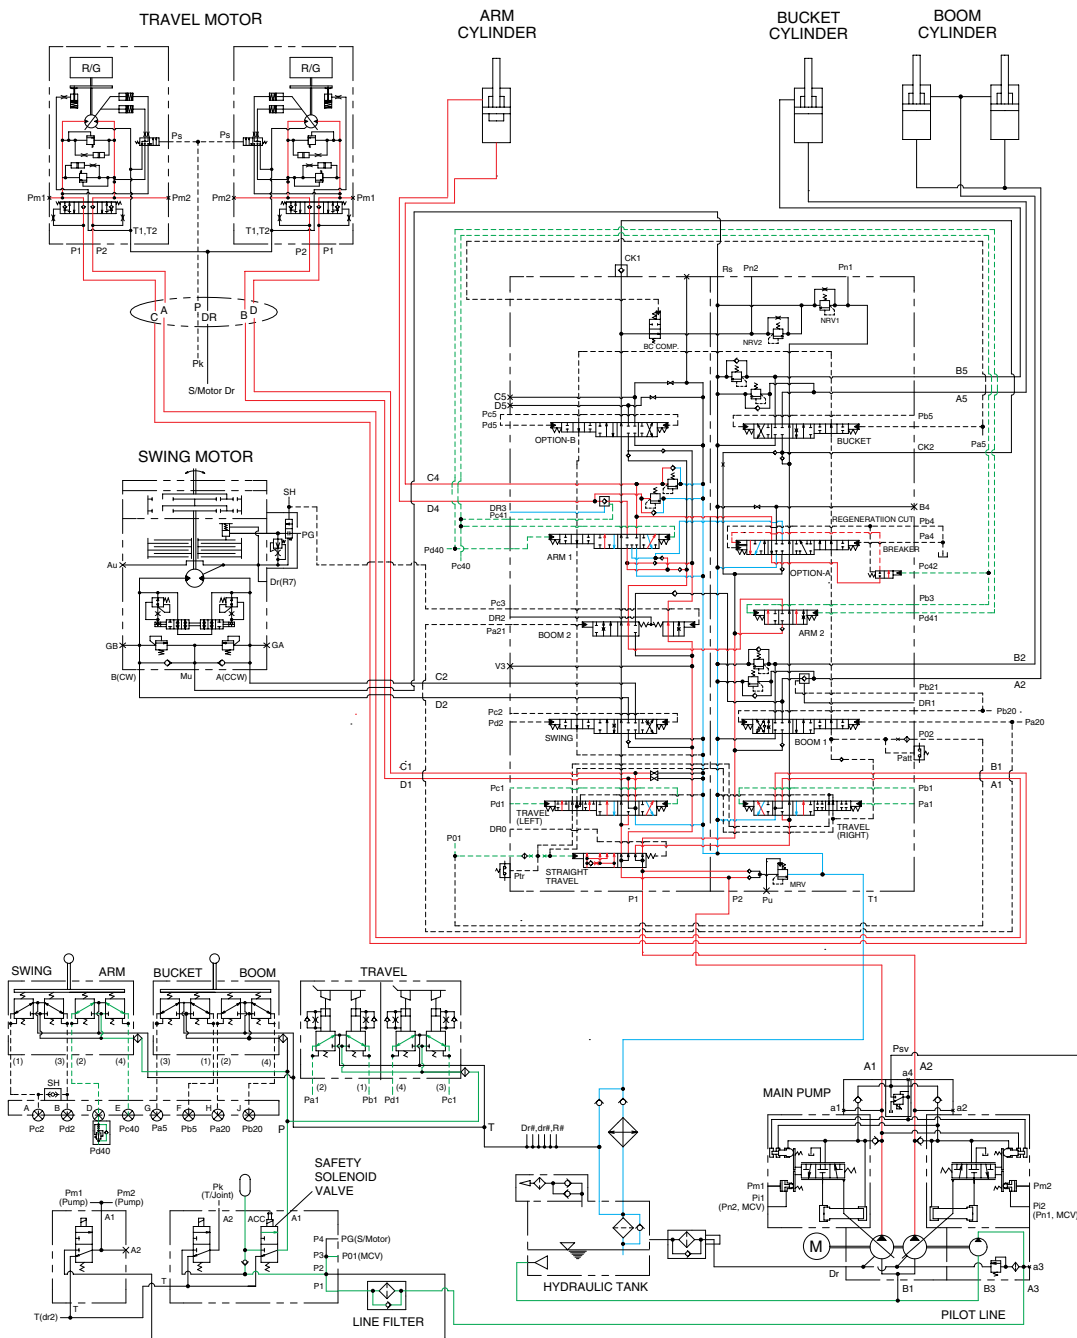 TRAVEL MOTOR
ARM
CYLINDER
BUCKET
CYLINDER
BOOM
CYLINDER
R/G
R/G
Ps
Ps
Pm1
Pm2
Pm2
Pm1
T1,T2
T1,T2
P1
P2
P2
P1
C
A
P
DR
B
D
Pk
S/Motor Dr
CK1
Rs
Pn2
Pn1
NRV1
NRV2
BC COMP.
B5
A5
C5
D5
Pc5
Pd5
OPTION-B
Pb5
BUCKET
CK2
Pa5
SWING MOTOR
SH
PG
Au
Dr(R7)
GB
GA
B(CW)
Mu
A(CCW)
C4
D4
DR3
Pc41
Pd40
Pc40
ARM 1
B4
REGENERATIION CUT
Pb4
Pa4
BREAKER
OPTION-A
Pc42
Pb3
Pd41
ARM 2
Pc3
DR2
Pa21
BOOM 2
V3
B2
A2
Pb21
DR1
Pb20
Pa20
C2
D2
Pc2
Pd2
SWING
BOOM 1
P02
Patt
C1
D1
Pc1
Pd1
TRAVEL
(LEFT)
B1
A1
Pb1
Pa1
TRAVEL
(RIGHT)
P01
DR0
Ptr
STRAIGHT
TRAVEL
MRV
P1
P2
Pu
T1
SWING
ARM
BUCKET
BOOM
TRAVEL
(1)
(3)
(2)
(4)
(3)
(1)
(2)
(4)
(2)
(1)
(4)
(3)
Pa1
Pb1
Pd1
Pc1
SH
A
B
D
E
G
F
H
J
P
T
Pc2
Pd2
Pc40
Pa5
Pb5
Pa20
Pb20
Pd40
Dr#,dr#,R#
SAFETY
SOLENOID
VALVE
Pm1
(Pump)
Pm2
(Pump)
A1
A2
T
T(dr2)
Pk
(T/Joint)
A2
ACC
A1
T
P4
PG(S/Motor)
P3
P01(MCV)
P2
P1
LINE FILTER
HYDRAULIC TANK
MAIN PUMP
Psv
A1
A2
a4
a1
a2
Pm1
Pi1
(Pn2, MCV)
Pm2
Pi2
(Pn1, MCV)
M
Dr
a3
B1
B3
A3
PILOT LINE